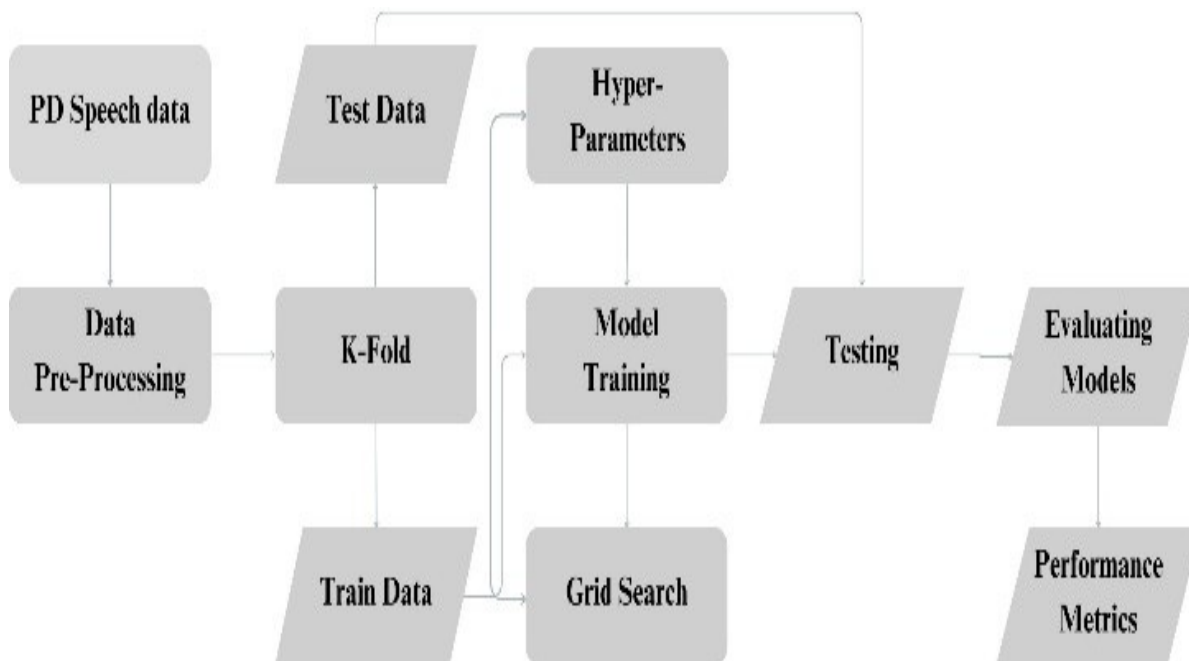 PD Speech data
Test Data
Hyper-
Parameters
Data
Pre-Processing
K-Fold
Model
Training
Testing
Evaluating
Models
Train Data
Grid Search
Performance
Metrics